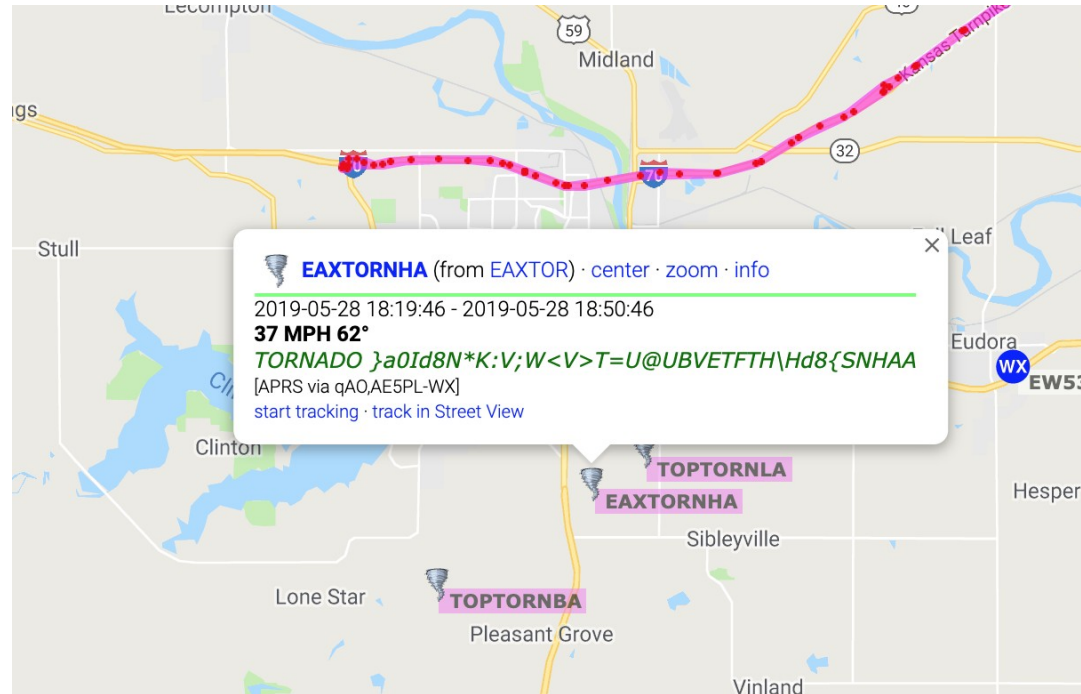 Lecompton
59
Midland
Kansas Turnpike
ngs
32
70
Stull
Leaf
EAXTORNHA (from EAXTOR) · center · zoom · info
2019-05-28 18:19:46 - 2019-05-28 18:50:46
37 MPH 62°
TORNADO }a0Id8N*K:V;W<V>T=U@UBVETFTH\Hd8{SNHAA
[APRS via qAO,AE5PL-WX]
start tracking · track in Street View
Eudora
WX
EW53
Clinton
TOPTORNLA
EAXTORNHA
Hesper
Sibleyville
Lone Star
TOPTORNBA
Pleasant Grove
Vinland